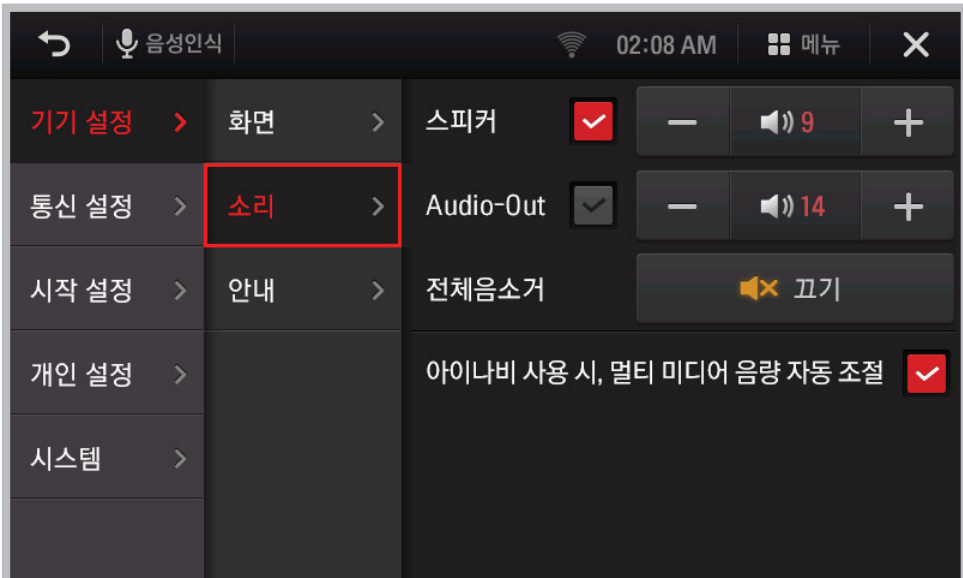 음성인식 02:08 AM 메뉴
기기 설정
통신 설정
시작 설정
개인 설정
시스템
화면
소리
안내
스피커 9
Audio-Out 14
전체음소거 끄기
아이나비 사용 시, 멀티 미디어 음량 자동 조절